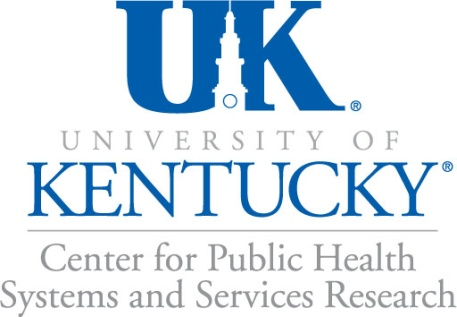 UK®
UNIVERSITY OF
KENTUCKY®
Center for Public Health
Systems and Services Research